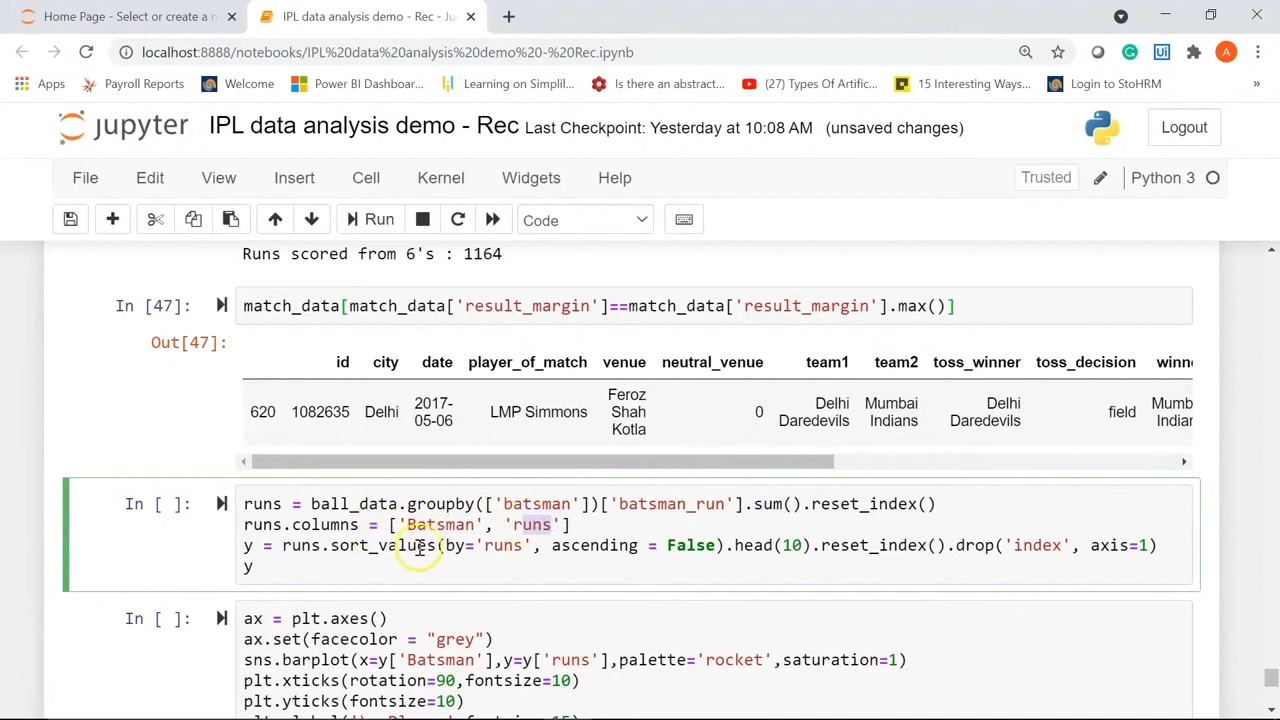 Home Page - Select or create a n
IPL data analysis demo - Rec - Ju
localhost:8888/notebooks/IPL%20data%20analysis%20demo%20-%20Rec.ipynb
A
Apps
Payroll Reports
Welcome
Power BI Dashboar...
Learning on Simplil...
Is there an abstract...
(27) Types Of Artific...
15 Interesting Ways...
Login to StoHRM
»
jupyter
IPL data analysis demo - Rec
Last Checkpoint: Yesterday at 10:08 AM
(unsaved changes)
Logout
File
Edit
View
Insert
Cell
Kernel
Widgets
Help
Trusted
Python 3
Run
Code
Runs scored from 6's : 1164
In [47]:
match_data[match_data['result_margin']==match_data['result_margin'].max()]
Out[47]:
id city date player_of_match venue neutral_venue team1 team2 toss_winner toss_decision winne
620 1082635 Delhi 2017-05-06 LMP Simmons Feroz Shah Kotla 0 Delhi Daredevils Mumbai Indians Delhi Daredevils field Mumb Indian
In [ ]:
runs = ball_data.groupby(['batsman'])['batsman_run'].sum().reset_index()
runs.columns = ['Batsman', 'runs']
y = runs.sort_values(by='runs', ascending = False).head(10).reset_index().drop('index', axis=1)
y
In [ ]:
ax = plt.axes()
ax.set(facecolor = "grey")
sns.barplot(x=y['Batsman'],y=y['runs'],palette='rocket',saturation=1)
plt.xticks(rotation=90,fontsize=10)
plt.yticks(fontsize=10)